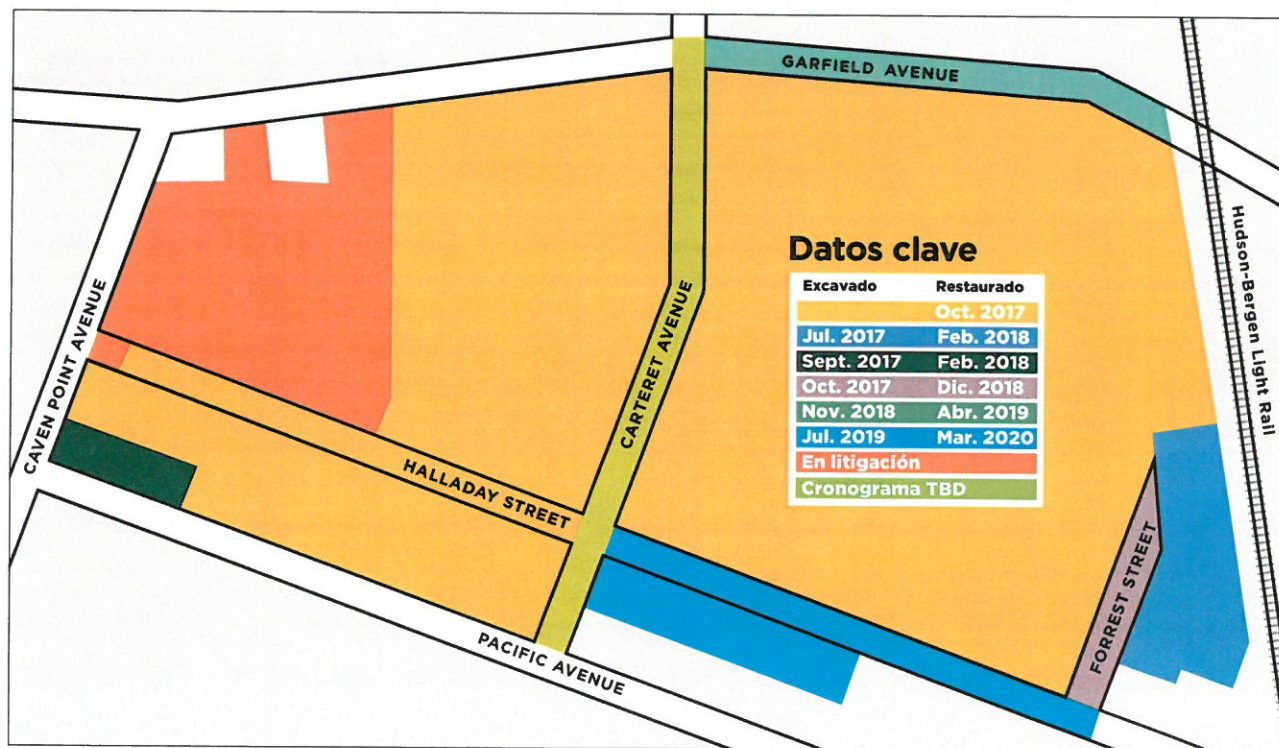 GARFIELD AVENUE
Hudson-Bergen Light Rail
CAVEN POINT AVENUE
CARTERET AVENUE
HALLADAY STREET
PACIFIC AVENUE
FORREST STREET
Datos clave
Excavado Restaurado
Oct. 2017
Jul. 2017 Feb. 2018
Sept. 2017 Feb. 2018
Oct. 2017 Dic. 2018
Nov. 2018 Abr. 2019
Jul. 2019 Mar. 2020
En litigación
Cronograma TBD